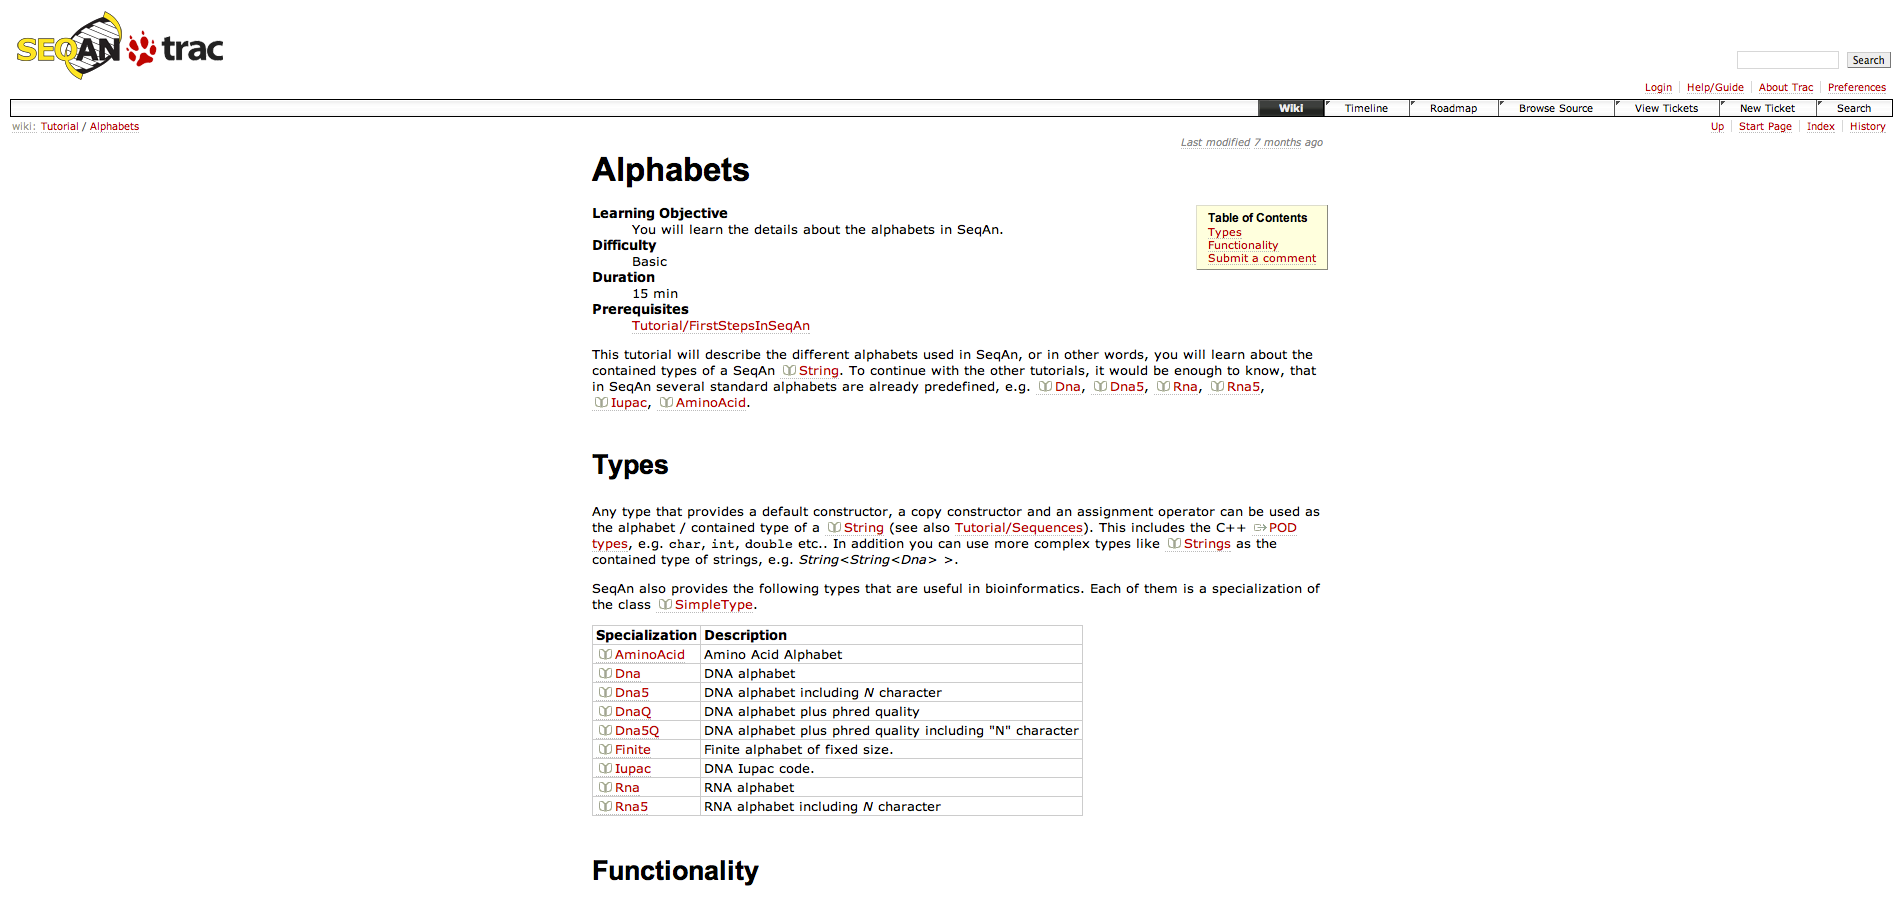 SEQAN trac
Search
Login Help/Guide About Trac Preferences
Wiki Timeline Roadmap Browse Source View Tickets New Ticket Search
wiki: Tutorial / Alphabets
Up Start Page Index History
Last modified 7 months ago
Alphabets
Learning Objective
You will learn the details about the alphabets in SeqAn.
Difficulty
Basic
Duration
15 min
Prerequisites
Tutorial/FirstStepsInSeqAn
Table of Contents
Types
Functionality
Submit a comment
This tutorial will describe the different alphabets used in SeqAn, or in other words, you will learn about the
contained types of a SeqAn String. To continue with the other tutorials, it would be enough to know, that
in SeqAn several standard alphabets are already predefined, e.g. Dna, Dna5, Rna, Rna5,
Iupac, AminoAcid.
Types
Any type that provides a default constructor, a copy constructor and an assignment operator can be used as
the alphabet / contained type of a String (see also Tutorial/Sequences). This includes the C++ POD
types, e.g. char, int, double etc.. In addition you can use more complex types like Strings as the
contained type of strings, e.g. String<String<Dna> >.
SeqAn also provides the following types that are useful in bioinformatics. Each of them is a specialization of
the class SimpleType.
Specialization Description
AminoAcid Amino Acid Alphabet
Dna DNA alphabet
Dna5 DNA alphabet including N character
DnaQ DNA alphabet plus phred quality
Dna5Q DNA alphabet plus phred quality including "N" character
Finite Finite alphabet of fixed size.
Iupac DNA Iupac code.
Rna RNA alphabet
Rna5 RNA alphabet including N character
Functionality